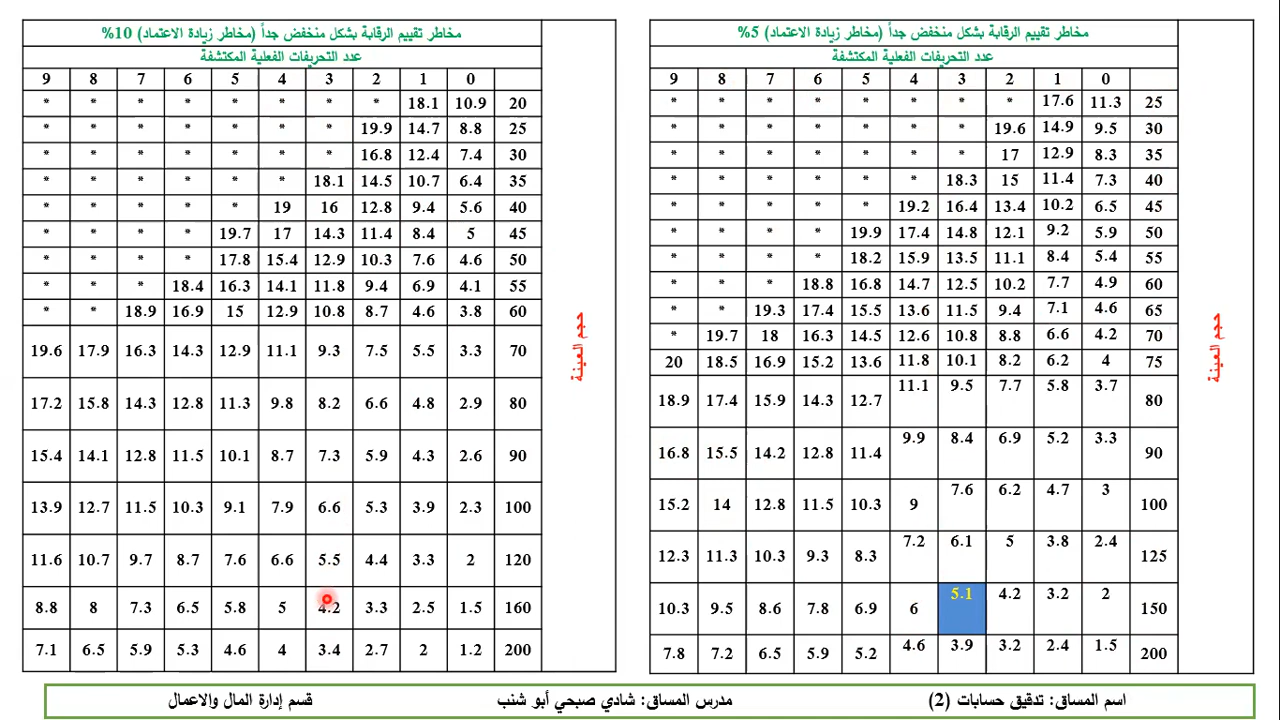 مخاطر تقييم الرقابة بشكل منخفض جداً (مخاطر زيادة الاعتماد) 5%
عدد التحريفات الفعلية المكتشفة
0 1 2 3 4 5 6 7 8 9
25 11.3 17.6 * * * * * * * *
30 9.5 14.9 19.6 * * * * * * *
35 8.3 12.9 17 * * * * * * *
40 7.3 11.4 15 18.3 * * * * * *
45 6.5 10.2 13.4 16.4 19.2 * * * * *
50 5.9 9.2 12.1 14.8 17.4 19.9 * * * *
55 5.4 8.4 11.1 13.5 15.9 18.2 * * * *
60 4.9 7.7 10.2 12.5 14.7 16.8 18.8 * * *
65 4.6 7.1 9.4 11.5 13.6 15.5 17.4 19.3 * *
70 4.2 6.6 8.8 10.8 12.6 14.5 16.3 18 19.7 *
75 4 6.2 8.2 10.1 11.8 13.6 15.2 16.9 18.5 20
80 3.7 5.8 7.7 9.5 11.1 12.7 14.3 15.9 17.4 18.9
90 3.3 5.2 6.9 8.4 9.9 11.4 12.8 14.2 15.5 16.8
100 3 4.7 6.2 7.6 9 10.3 11.5 12.8 14 15.2
125 2.4 3.8 5 6.1 7.2 8.3 9.3 10.3 11.3 12.3
150 2 3.2 4.2 5.1 6 6.9 7.8 8.6 9.5 10.3
200 1.5 2.4 3.2 3.9 4.6 5.2 5.9 6.5 7.2 7.8
حجم العينة
مخاطر تقييم الرقابة بشكل منخفض جداً (مخاطر زيادة الاعتماد) 10%
عدد التحريفات الفعلية المكتشفة
0 1 2 3 4 5 6 7 8 9
20 10.9 18.1 * * * * * * * *
25 8.8 14.7 19.9 * * * * * * *
30 7.4 12.4 16.8 * * * * * * *
35 6.4 10.7 14.5 18.1 * * * * * *
40 5.6 9.4 12.8 16 19 * * * * *
45 5 8.4 11.4 14.3 17 19.7 * * * *
50 4.6 7.6 10.3 12.9 15.4 17.8 * * * *
55 4.1 6.9 9.4 11.8 14.1 16.3 18.4 * * *
60 3.8 4.6 8.7 10.8 12.9 15 16.9 18.9 * *
70 3.3 5.5 7.5 9.3 11.1 12.9 14.3 16.3 17.9 19.6
80 2.9 4.8 6.6 8.2 9.8 11.3 12.8 14.3 15.8 17.2
90 2.6 4.3 5.9 7.3 8.7 10.1 11.5 12.8 14.1 15.4
100 2.3 3.9 5.3 6.6 7.9 9.1 10.3 11.5 12.7 13.9
120 2 3.3 4.4 5.5 6.6 7.6 8.7 9.7 10.7 11.6
160 1.5 2.5 3.3 4.2 5 5.8 6.5 7.3 8 8.8
200 1.2 2 2.7 3.4 4 4.6 5.3 5.9 6.5 7.1
حجم العينة
اسم المساق: تدقيق حسابات (2) مدرس المساق: شادي صبحي أبو شنب قسم إدارة المال والاعمال